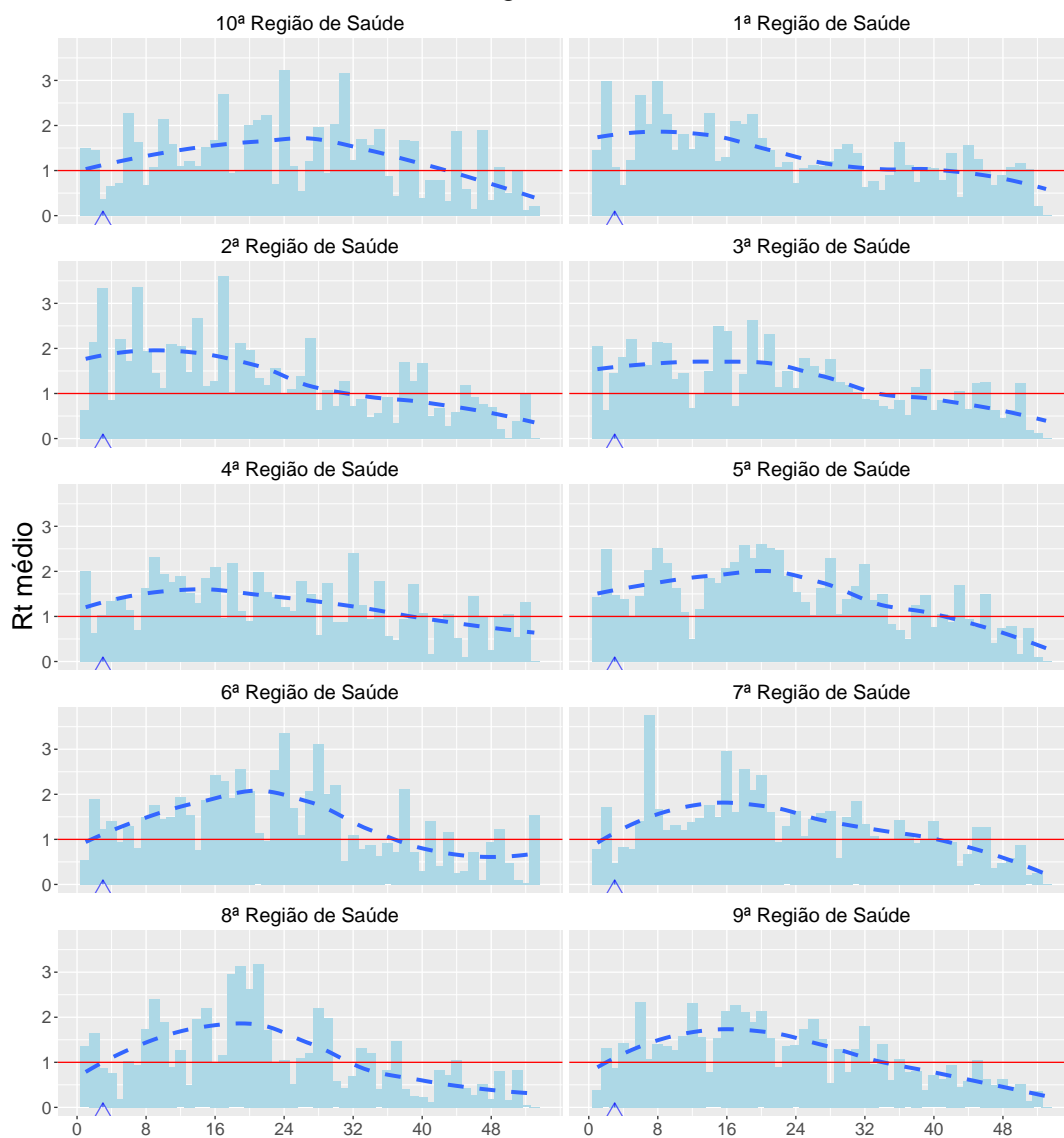 10ª Região de Saúde
1ª Região de Saúde
3
2
1
0
2ª Região de Saúde
3ª Região de Saúde
3
2
1
0
4ª Região de Saúde
5ª Região de Saúde
3
2
1
0
Rt médio
6ª Região de Saúde
7ª Região de Saúde
3
2
1
0
8ª Região de Saúde
9ª Região de Saúde
3
2
1
0
0 8 16 24 32 40 48 0 8 16 24 32 40 48